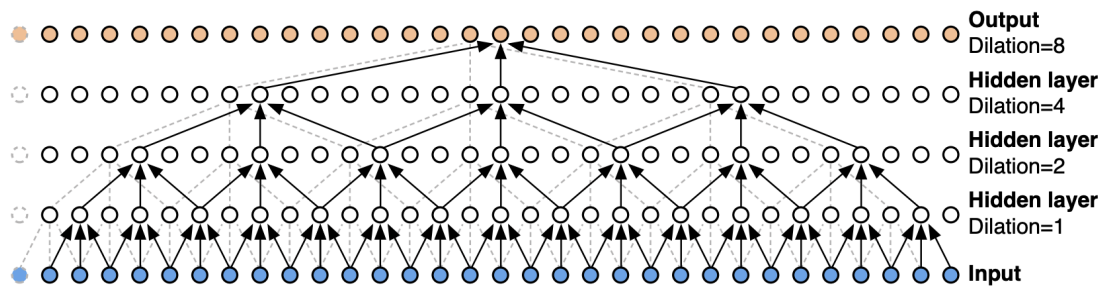 Output
Dilation=8
Hidden layer
Dilation=4
Hidden layer
Dilation=2
Hidden layer
Dilation=1
Input